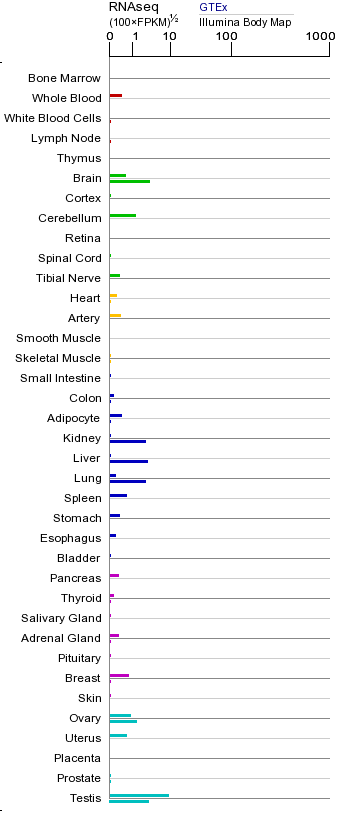 RNAseq GTEx
(100×FPKM)½ Illumina Body Map
0 1 10 100 1000
Bone Marrow
Whole Blood
White Blood Cells
Lymph Node
Thymus
Brain
Cortex
Cerebellum
Retina
Spinal Cord
Tibial Nerve
Heart
Artery
Smooth Muscle
Skeletal Muscle
Small Intestine
Colon
Adipocyte
Kidney
Liver
Lung
Spleen
Stomach
Esophagus
Bladder
Pancreas
Thyroid
Salivary Gland
Adrenal Gland
Pituitary
Breast
Skin
Ovary
Uterus
Placenta
Prostate
Testis